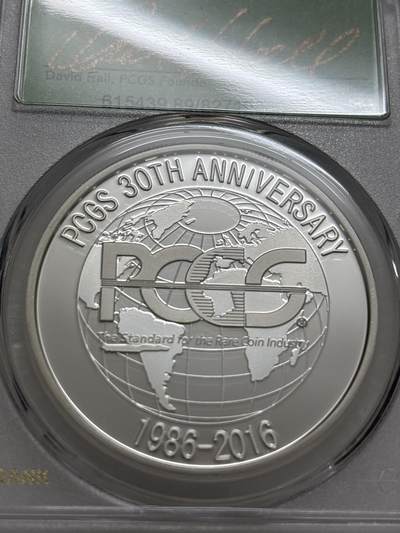 David Hall, PCGS Founder
PCGS 30TH ANNIVERSARY
PCGS
®
The Standard for the Rare Coin Industry
1986-2016